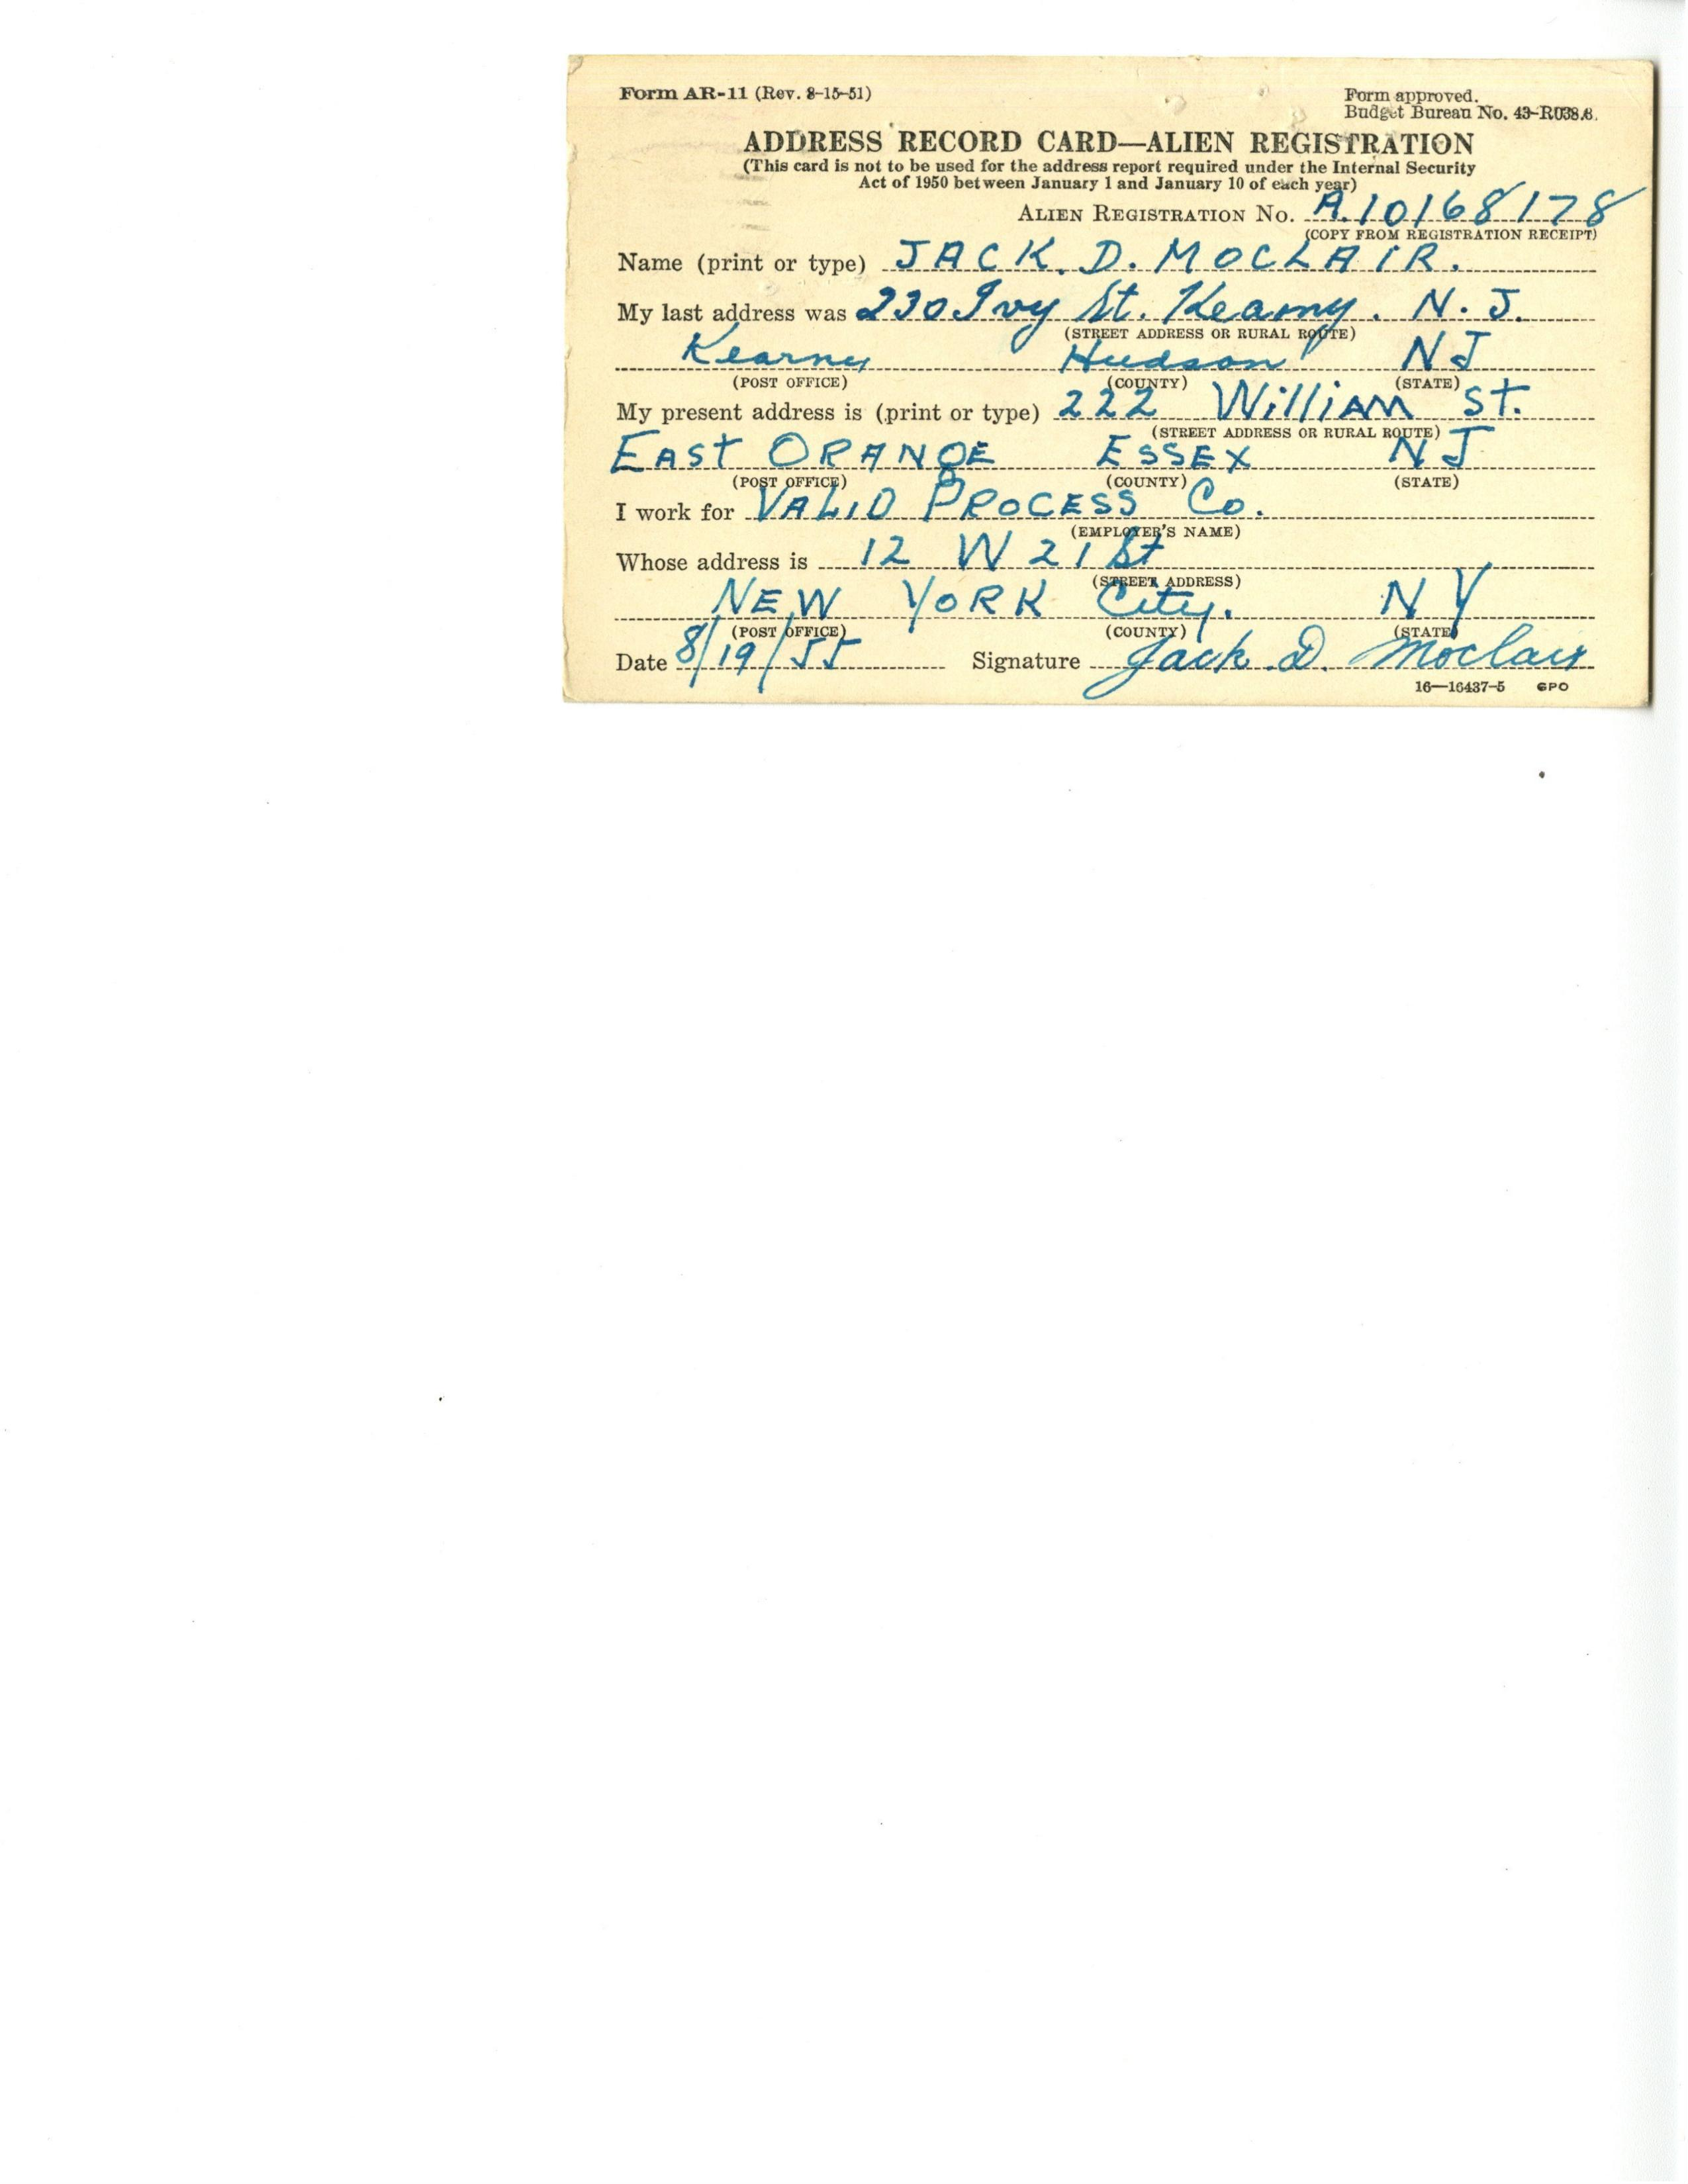 Form AR-11 (Rev. 8-15-51)
Form approved.
Budget Bureau No. 43-R038.6.
ADDRESS RECORD CARD—ALIEN REGISTRATION
(This card is not to be used for the address report required under the Internal Security
Act of 1950 between January 1 and January 10 of each year)
ALIEN REGISTRATION No. A.10168178
(COPY FROM REGISTRATION RECEIPT)
Name (print or type) JACK. D. MOCLAIR.
My last address was 230 Ivy St. Kearny. N.J.
(STREET ADDRESS OR RURAL ROUTE)
Kearny Hudson NJ
(POST OFFICE) (COUNTY) (STATE)
My present address is (print or type) 222 William St.
(STREET ADDRESS OR RURAL ROUTE)
EAST ORANGE ESSEX NJ
(POST OFFICE) (COUNTY) (STATE)
I work for VALID PROCESS Co.
(EMPLOYER'S NAME)
Whose address is 12 W 21 St
(STREET ADDRESS)
NEW YORK City. NY
(POST OFFICE) (COUNTY) (STATE)
Date 8/19/55 Signature Jack D. Moclair
16—16437-5 GPO